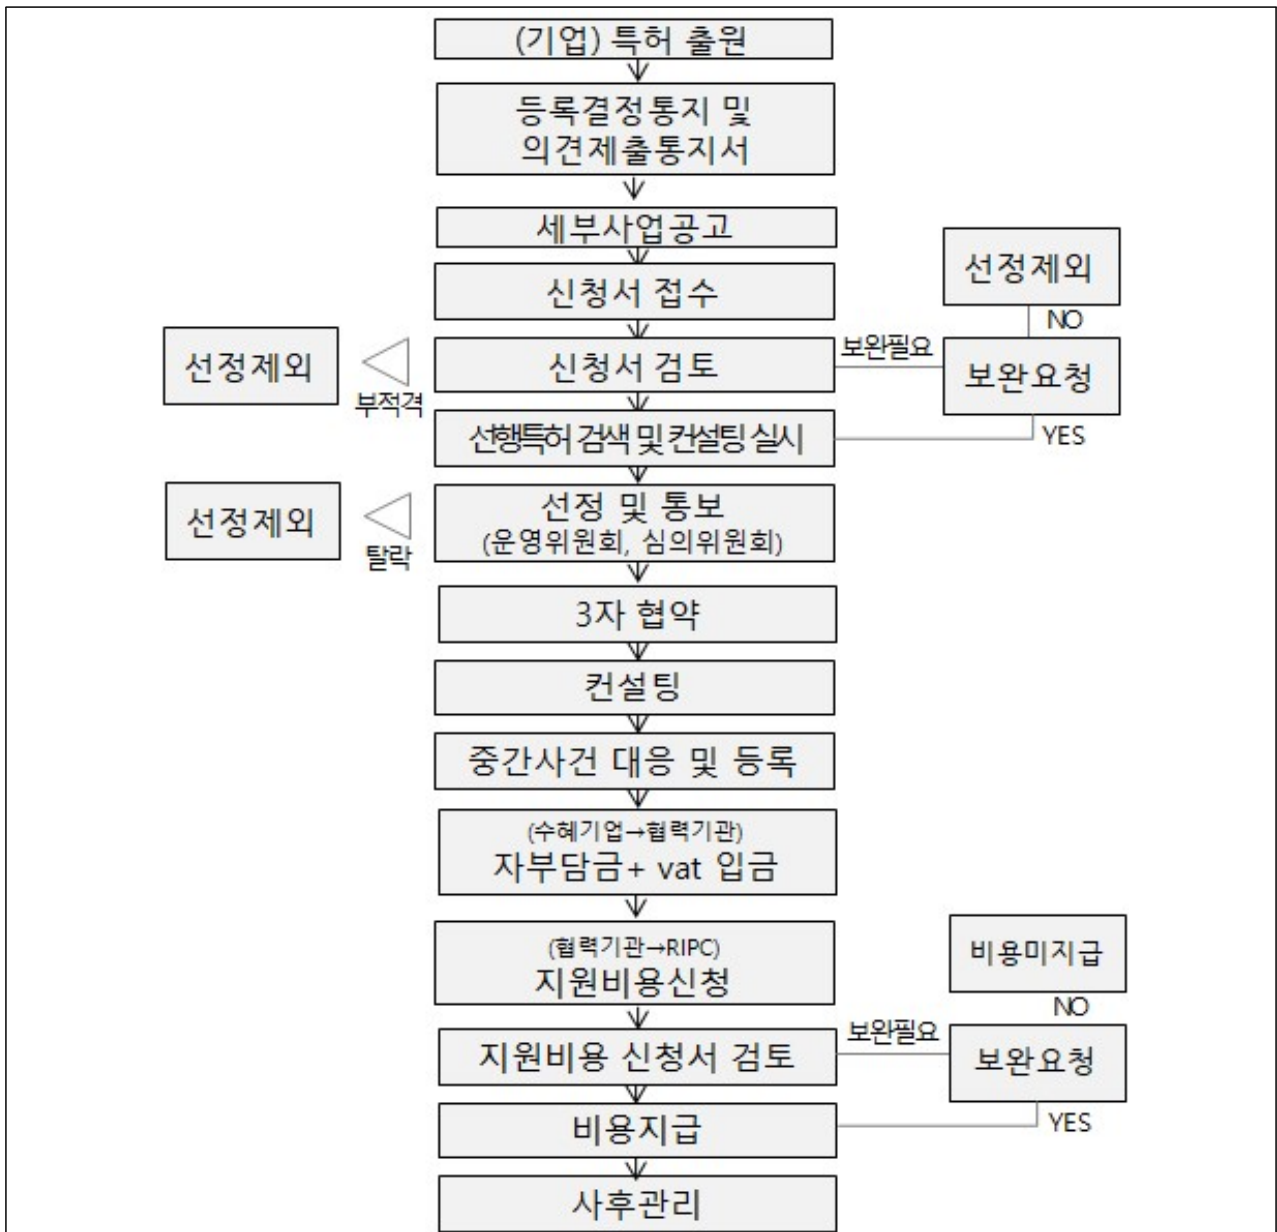 (기업) 특허 출원
등록결정통지 및
의견제출통지서
세부사업공고
신청서 접수
선정제외
NO
신청서 검토
보완필요
보완요청
선정제외
부적격
YES
선행특허 검색 및 컨설팅 실시
선정 및 통보
(운영위원회, 심의위원회)
선정제외
탈락
3자 협약
컨설팅
중간사건 대응 및 등록
(수혜기업→협력기관)
자부담금+ vat 입금
(협력기관→RIPC)
지원비용신청
비용미지급
NO
지원비용 신청서 검토
보완필요
보완요청
YES
비용지급
사후관리